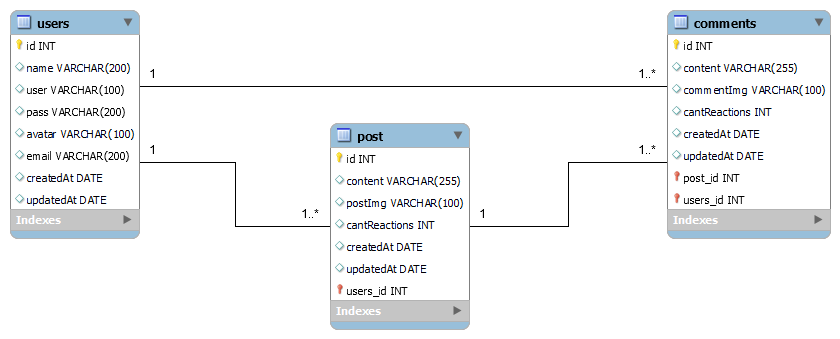 users
id INT
name VARCHAR(200)
user VARCHAR(100)
pass VARCHAR(200)
avatar VARCHAR(100)
email VARCHAR(200)
createdAt DATE
updatedAt DATE
Indexes
1
1..*
1
1..*
post
id INT
content VARCHAR(255)
postImg VARCHAR(100)
cantReactions INT
createdAt DATE
updatedAt DATE
users_id INT
Indexes
1
1..*
comments
id INT
content VARCHAR(255)
commentImg VARCHAR(100)
cantReactions INT
createdAt DATE
updatedAt DATE
post_id INT
users_id INT
Indexes